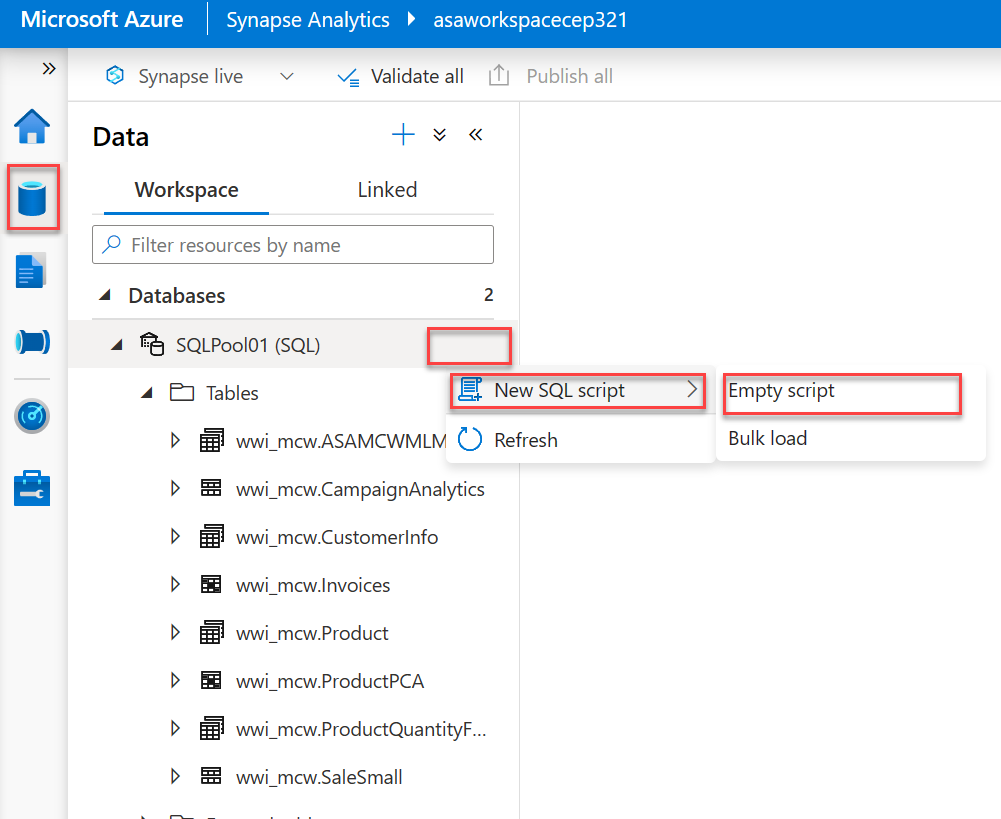 Microsoft Azure Synapse Analytics asaworkspacecep321
Synapse live Validate all Publish all
Data
Workspace Linked
Filter resources by name
Databases 2
SQLPool01 (SQL)
New SQL script Empty script
Tables
Refresh Bulk load
wwi_mcw.ASAMCWMLM
wwi_mcw.CampaignAnalytics
wwi_mcw.CustomerInfo
wwi_mcw.Invoices
wwi_mcw.Product
wwi_mcw.ProductPCA
wwi_mcw.ProductQuantityF...
wwi_mcw.SaleSmall